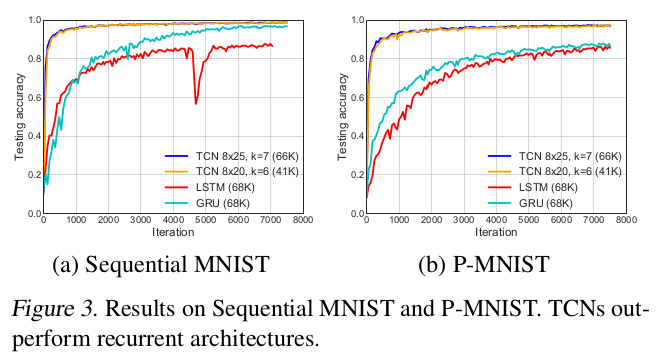 1.0
0.8
0.6
0.4
0.2
0.0
Testing accuracy
TCN 8x25, k=7 (66K)
TCN 8x20, k=6 (41K)
LSTM (68K)
GRU (68K)
0 1000 2000 3000 4000 5000 6000 7000 8000
Iteration
(a) Sequential MNIST
1.0
0.8
0.6
0.4
0.2
0.0
Testing accuracy
TCN 8x25, k=7 (66K)
TCN 8x20, k=6 (41K)
LSTM (68K)
GRU (68K)
0 1000 2000 3000 4000 5000 6000 7000 8000
Iteration
(b) P-MNIST
Figure 3. Results on Sequential MNIST and P-MNIST. TCNs out-
perform recurrent architectures.